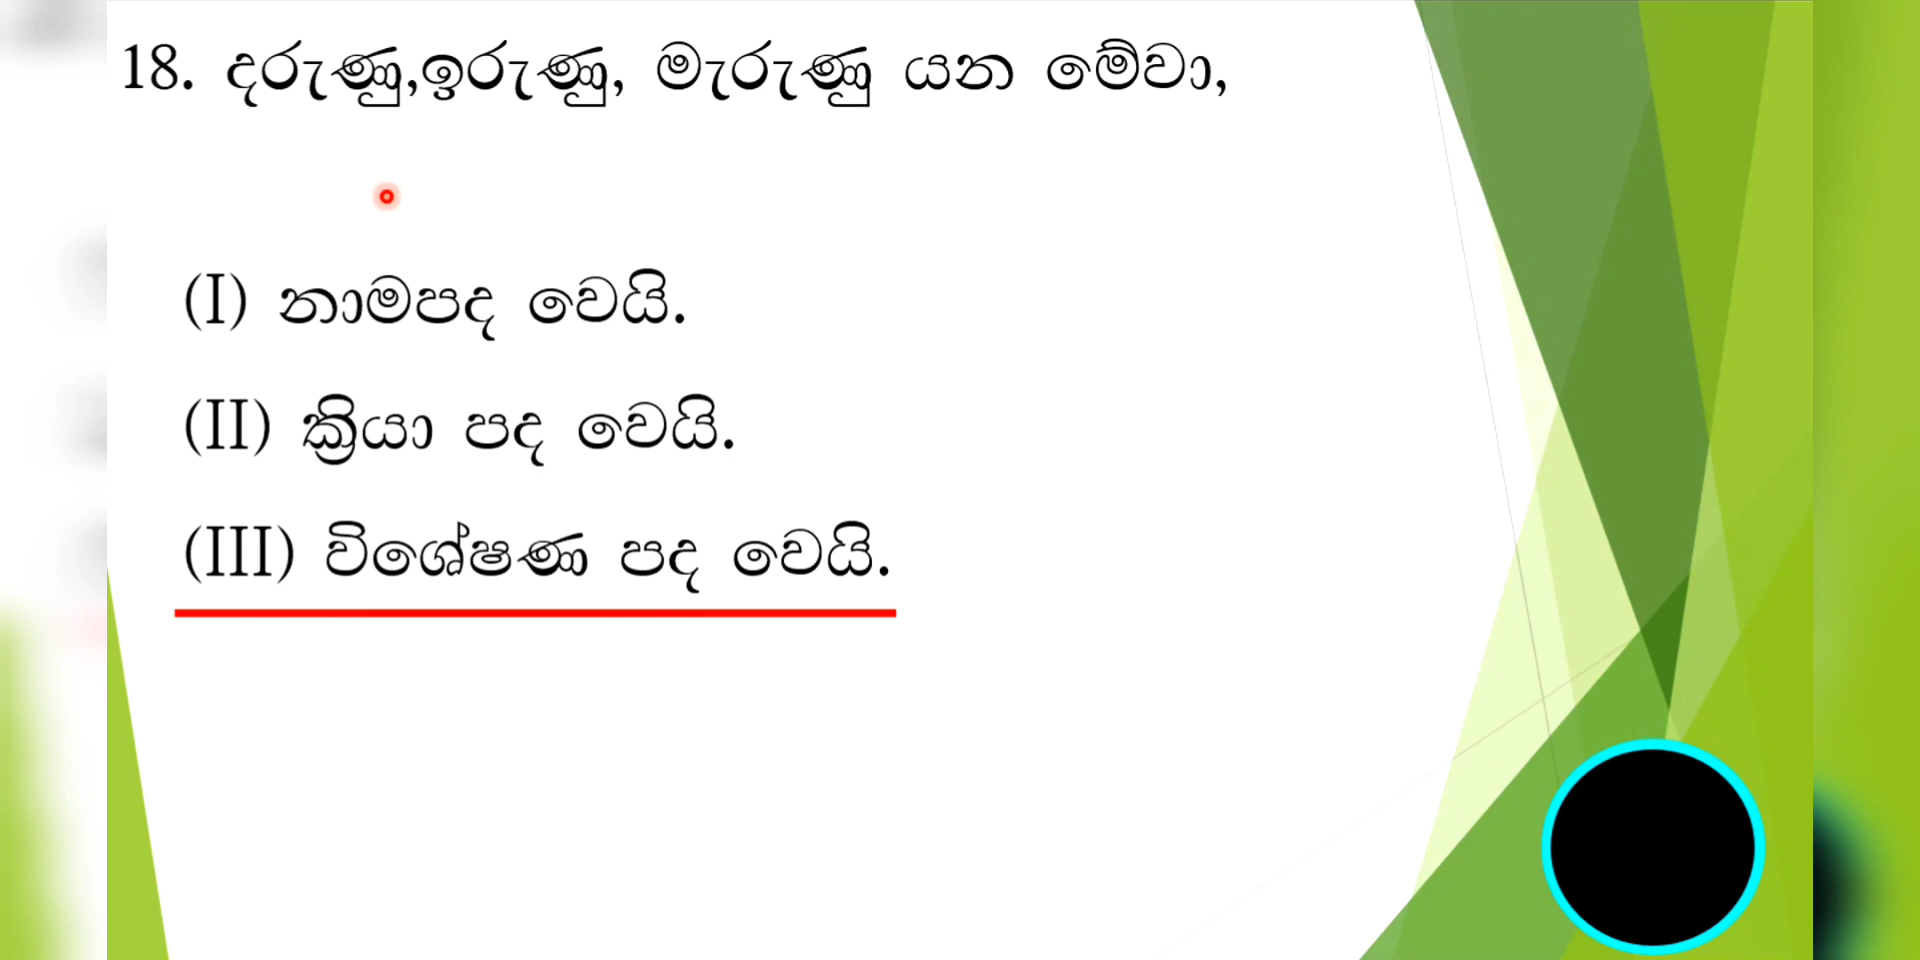 18. දරුණු,ඉරුණු, මැරුණු යන මේවා,
(I) නාමපද වෙයි.
(II) ක්‍රියා පද වෙයි.
(III) විශේෂණ පද වෙයි.